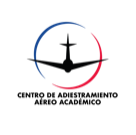 CENTRO DE ADIESTRAMIENTO
AÉREO ACADÉMICO